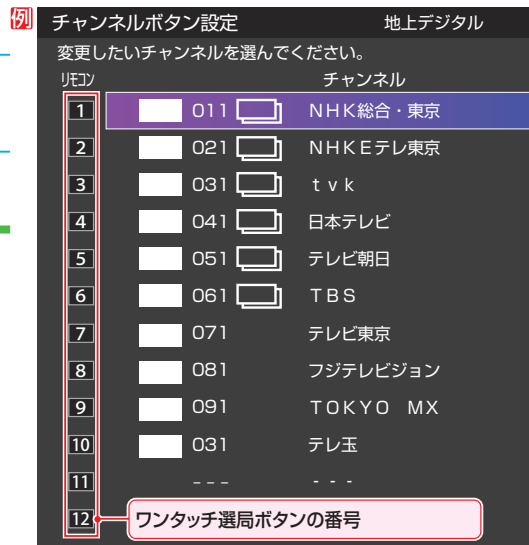 例
チャンネルボタン設定 地上デジタル
変更したいチャンネルを選んでください。
リモコン チャンネル
1 011 NHK総合・東京
2 021 NHKEテレ東京
3 031 tvk
4 041 日本テレビ
5 051 テレビ朝日
6 061 TBS
7 071 テレビ東京
8 081 フジテレビジョン
9 091 TOKYO MX
10 031 テレ玉
11 --- ---
12 ワンタッチ選局ボタンの番号